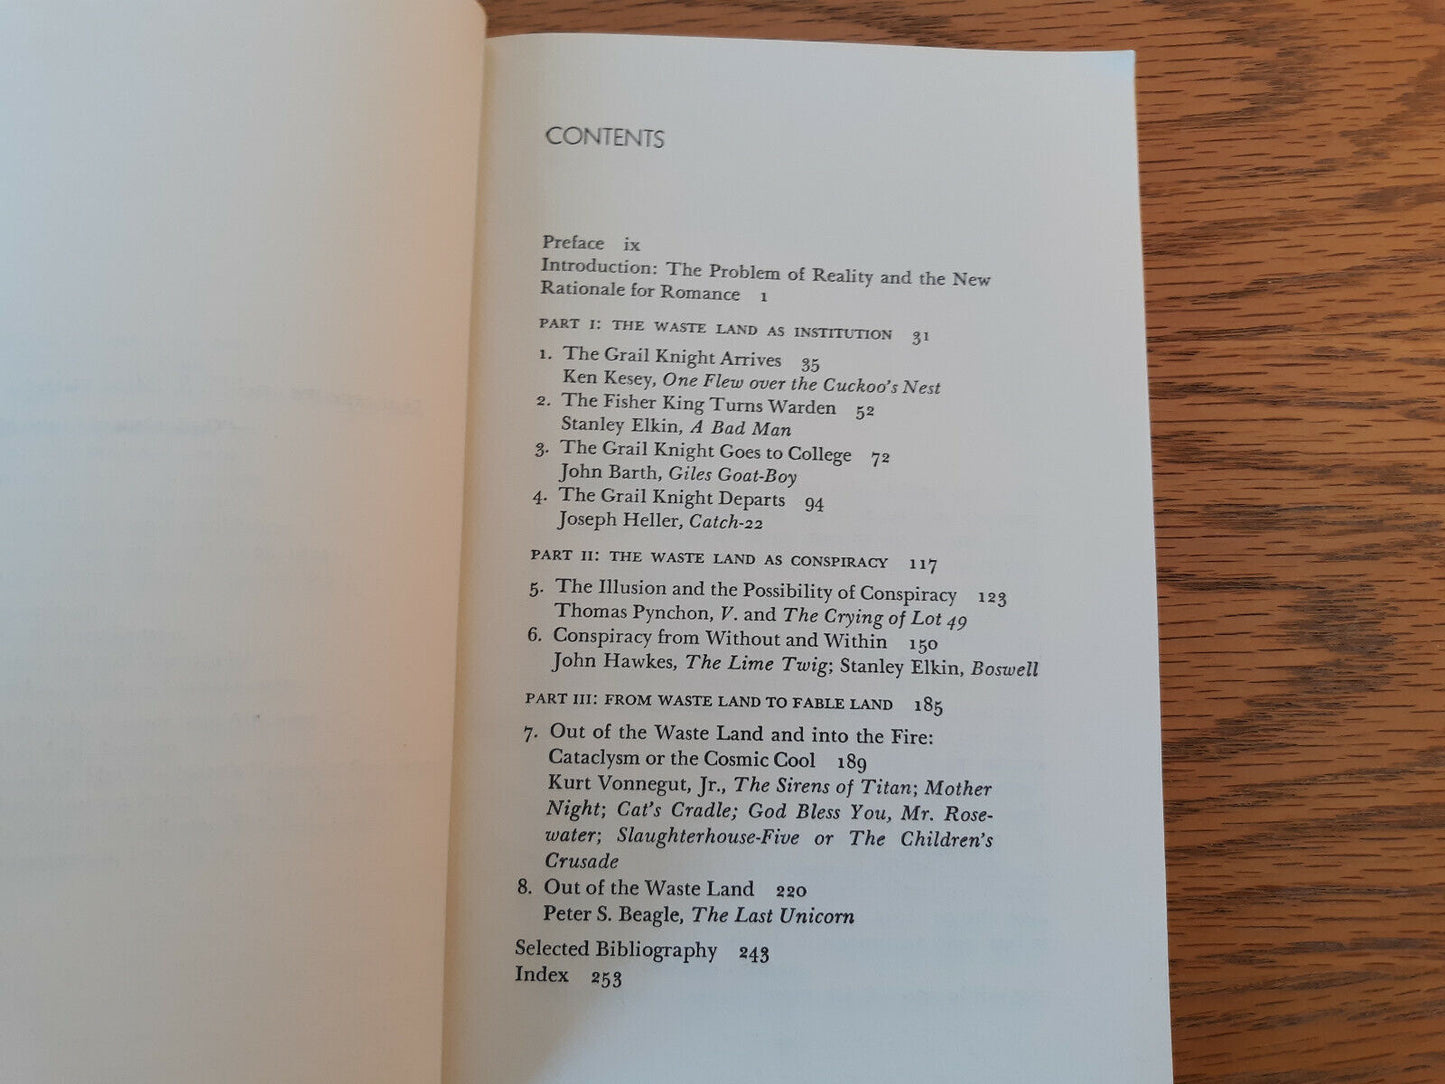 CONTENTS
Preface ix
Introduction: The Problem of Reality and the New
Rationale for Romance 1
PART I: THE WASTE LAND AS INSTITUTION 31
1. The Grail Knight Arrives 35
Ken Kesey, One Flew over the Cuckoo's Nest
2. The Fisher King Turns Warden 52
Stanley Elkin, A Bad Man
3. The Grail Knight Goes to College 72
John Barth, Giles Goat-Boy
4. The Grail Knight Departs 94
Joseph Heller, Catch-22
PART II: THE WASTE LAND AS CONSPIRACY 117
5. The Illusion and the Possibility of Conspiracy 123
Thomas Pynchon, V. and The Crying of Lot 49
6. Conspiracy from Without and Within 150
John Hawkes, The Lime Twig; Stanley Elkin, Boswell
PART III: FROM WASTE LAND TO FABLE LAND 185
7. Out of the Waste Land and into the Fire:
Cataclysm or the Cosmic Cool 189
Kurt Vonnegut, Jr., The Sirens of Titan; Mother
Night; Cat's Cradle; God Bless You, Mr. Rose-
water; Slaughterhouse-Five or The Children's
Crusade
8. Out of the Waste Land 220
Peter S. Beagle, The Last Unicorn
Selected Bibliography 243
Index 253